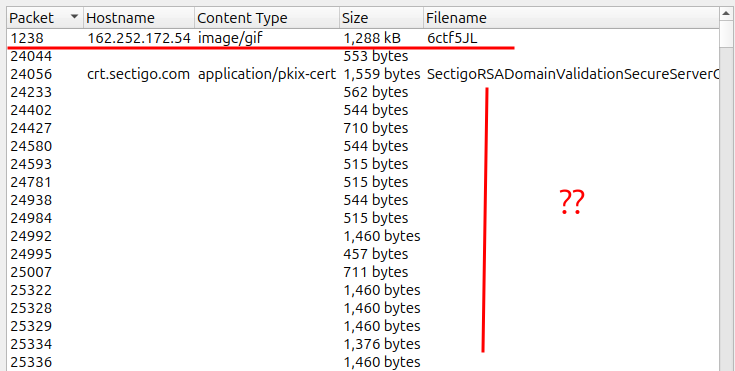 Packet Hostname Content Type Size Filename
1238 162.252.172.54 image/gif 1,288 kB 6ctf5JL
24044 553 bytes
24056 crt.sectigo.com application/pkix-cert 1,559 bytes SectigoRSADomainValidationSecureServerC
24233 562 bytes
24402 544 bytes
24427 710 bytes
24580 544 bytes
24593 515 bytes
24781 515 bytes
24938 544 bytes
24984 515 bytes
??
24992 1,460 bytes
24995 457 bytes
25007 711 bytes
25322 1,460 bytes
25328 1,460 bytes
25329 1,460 bytes
25334 1,376 bytes
25336 1,460 bytes